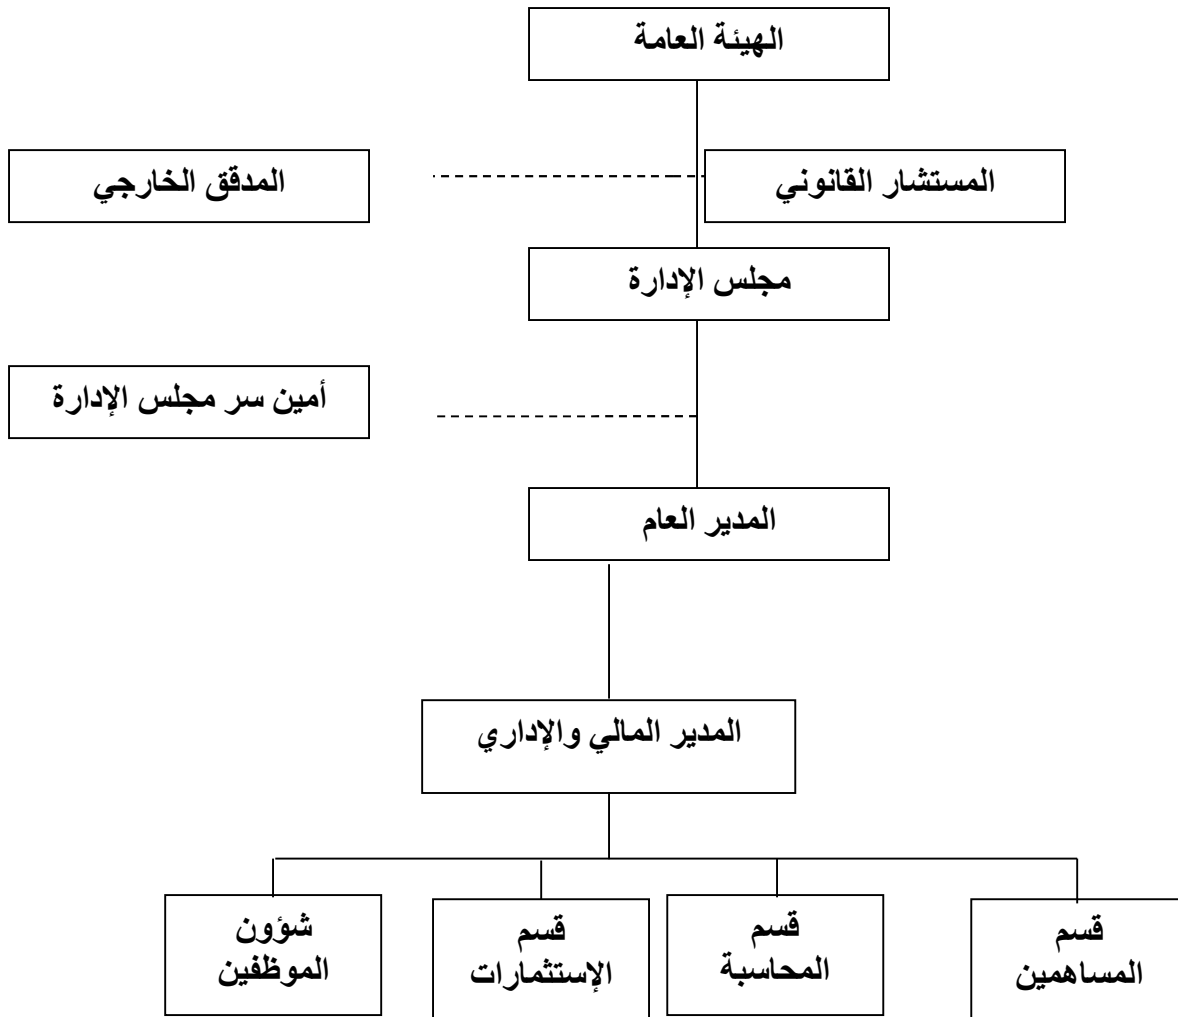 الهيئة العامة
المستشار القانوني
المدقق الخارجي
مجلس الإدارة
أمين سر مجلس الإدارة
المدير العام
المدير المالي والإداري
قسم
المساهمين
قسم
المحاسبة
قسم
الإستثمارات
شؤون
الموظفين